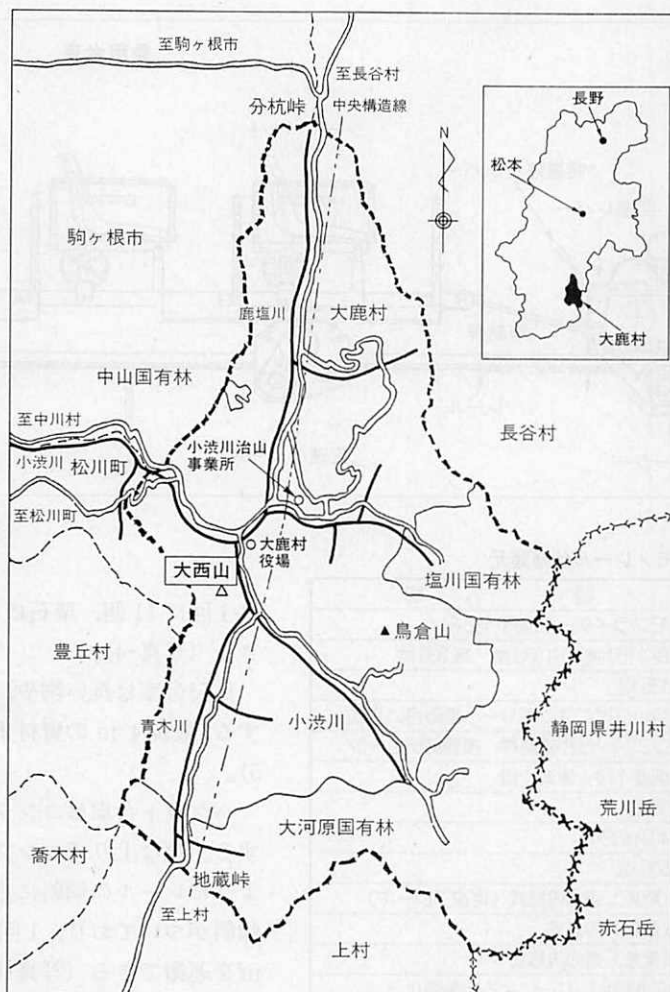 至駒ヶ根市
至長谷村
分杭峠
中央構造線
N
長野
松本
大鹿村
駒ヶ根市
鹿塩川
大鹿村
中山国有林
長谷村
至中川村
小渋川
松川町
小渋川治山
事業所
至松川町
大鹿村
役場
大西山
塩川国有林
鳥倉山
豊丘村
青木川
小渋川
静岡県井川村
荒川岳
大河原国有林
喬木村
地蔵峠
赤石岳
至上村
上村